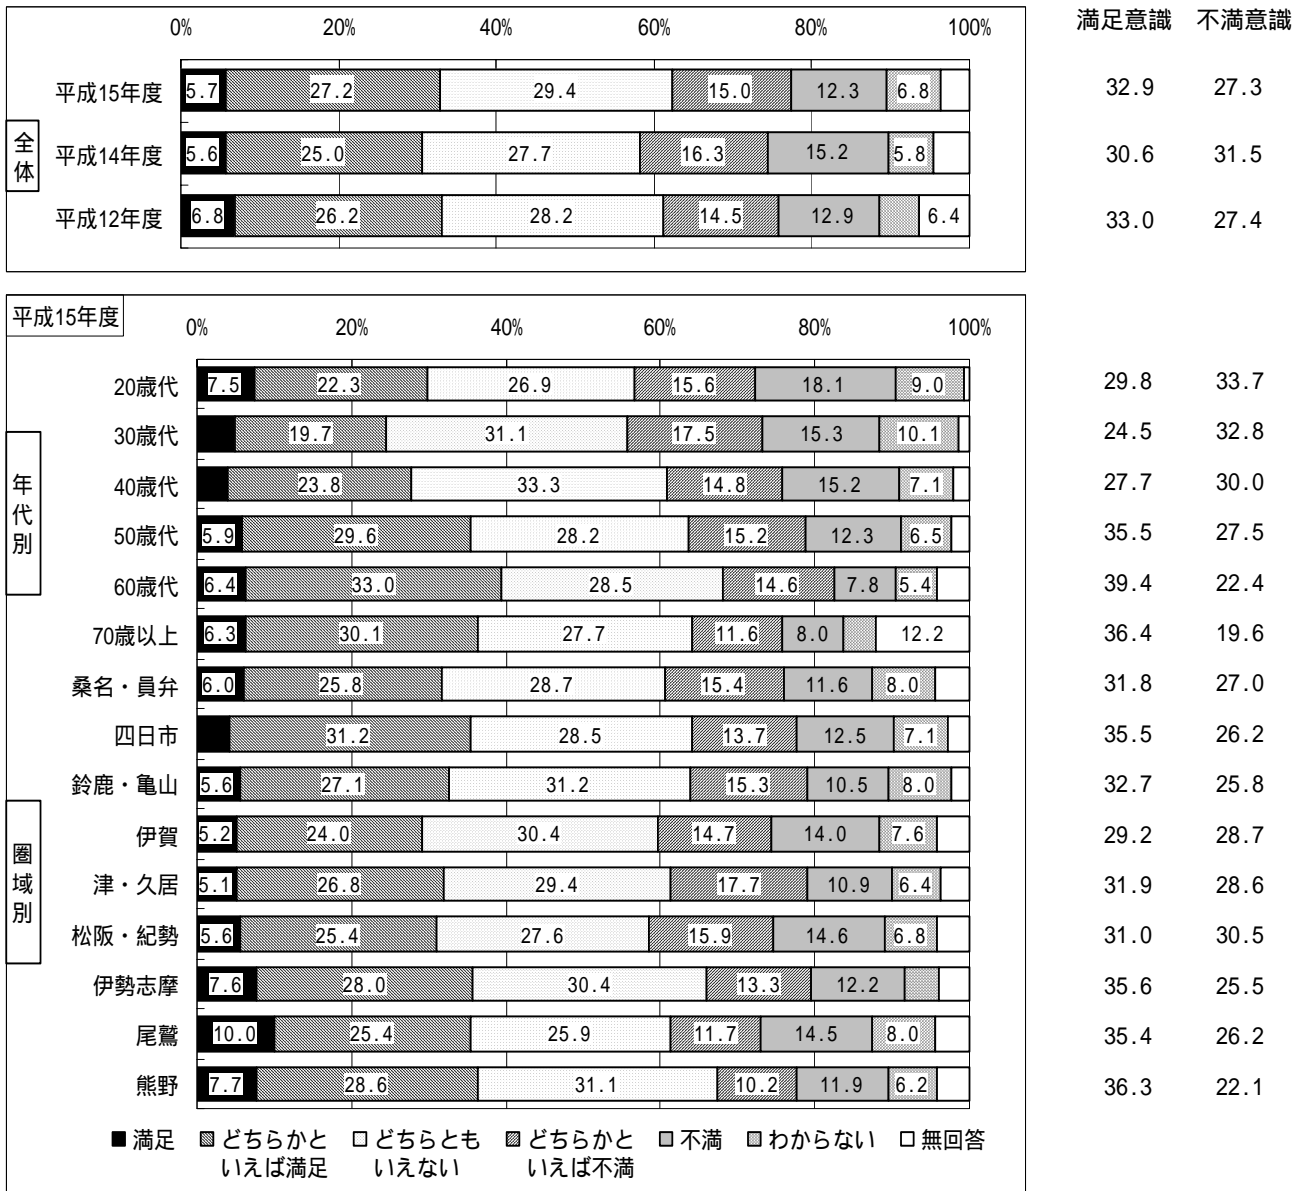 満足意識 不満意識
0% 20% 40% 60% 80% 100%
全体
平成15年度 5.7 27.2 29.4 15.0 12.3 6.8 32.9 27.3
平成14年度 5.6 25.0 27.7 16.3 15.2 5.8 30.6 31.5
平成12年度 6.8 26.2 28.2 14.5 12.9 6.4 33.0 27.4
平成15年度
0% 20% 40% 60% 80% 100%
年代別
20歳代 7.5 22.3 26.9 15.6 18.1 9.0 29.8 33.7
30歳代 19.7 31.1 17.5 15.3 10.1 24.5 32.8
40歳代 23.8 33.3 14.8 15.2 7.1 27.7 30.0
50歳代 5.9 29.6 28.2 15.2 12.3 6.5 35.5 27.5
60歳代 6.4 33.0 28.5 14.6 7.8 5.4 39.4 22.4
70歳以上 6.3 30.1 27.7 11.6 8.0 12.2 36.4 19.6
圏域別
桑名・員弁 6.0 25.8 28.7 15.4 11.6 8.0 31.8 27.0
四日市 31.2 28.5 13.7 12.5 7.1 35.5 26.2
鈴鹿・亀山 5.6 27.1 31.2 15.3 10.5 8.0 32.7 25.8
伊賀 5.2 24.0 30.4 14.7 14.0 7.6 29.2 28.7
津・久居 5.1 26.8 29.4 17.7 10.9 6.4 31.9 28.6
松阪・紀勢 5.6 25.4 27.6 15.9 14.6 6.8 31.0 30.5
伊勢志摩 7.6 28.0 30.4 13.3 12.2 35.6 25.5
尾鷲 10.0 25.4 25.9 11.7 14.5 8.0 35.4 26.2
熊野 7.7 28.6 31.1 10.2 11.9 6.2 36.3 22.1
満足 どちらかと どちらとも どちらかと 不満 わからない 無回答
いえば満足 いえない いえば不満